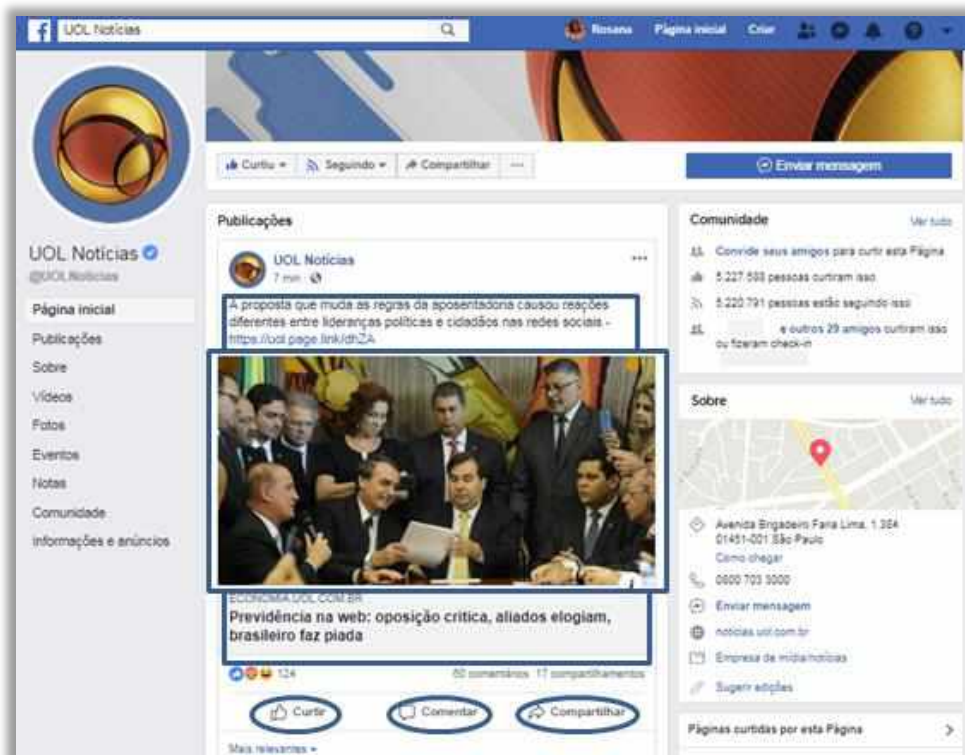 UOL Notícias
Rosana Página inicial Criar
Curtiu Seguindo Compartilhar ...
Enviar mensagem
UOL Notícias
@UOLNoticias
Página inicial
Publicações
Sobre
Vídeos
Fotos
Eventos
Notas
Comunidade
Informações e anúncios
Publicações
UOL Notícias
7 min
A proposta que muda as regras da aposentadoria causou reações
diferentes entre lideranças políticas e cidadãos nas redes sociais -
https://uol.page.link/dhZA
ECONOMIA.UOL.COM.BR
Previdência na web: oposição critica, aliados elogiam,
brasileiro faz piada
124
60 comentários 17 compartilhamentos
Curtir Comentar Compartilhar
Mais relevantes
Comunidade Ver tudo
Convide seus amigos para curtir esta Página
pessoas curtiram isso
5.220.791 pessoas estão seguindo isso
e outros 29 amigos curtiram isso
ou fizeram check-in
Sobre Ver tudo
Avenida Brigadeiro Faria Lima, 1.384
01451-001 São Paulo
Como chegar
0800 703 3000
Enviar mensagem
noticias.uol.com.br
Empresa de mídia/notícias
Sugerir edições
Páginas curtidas por esta Página